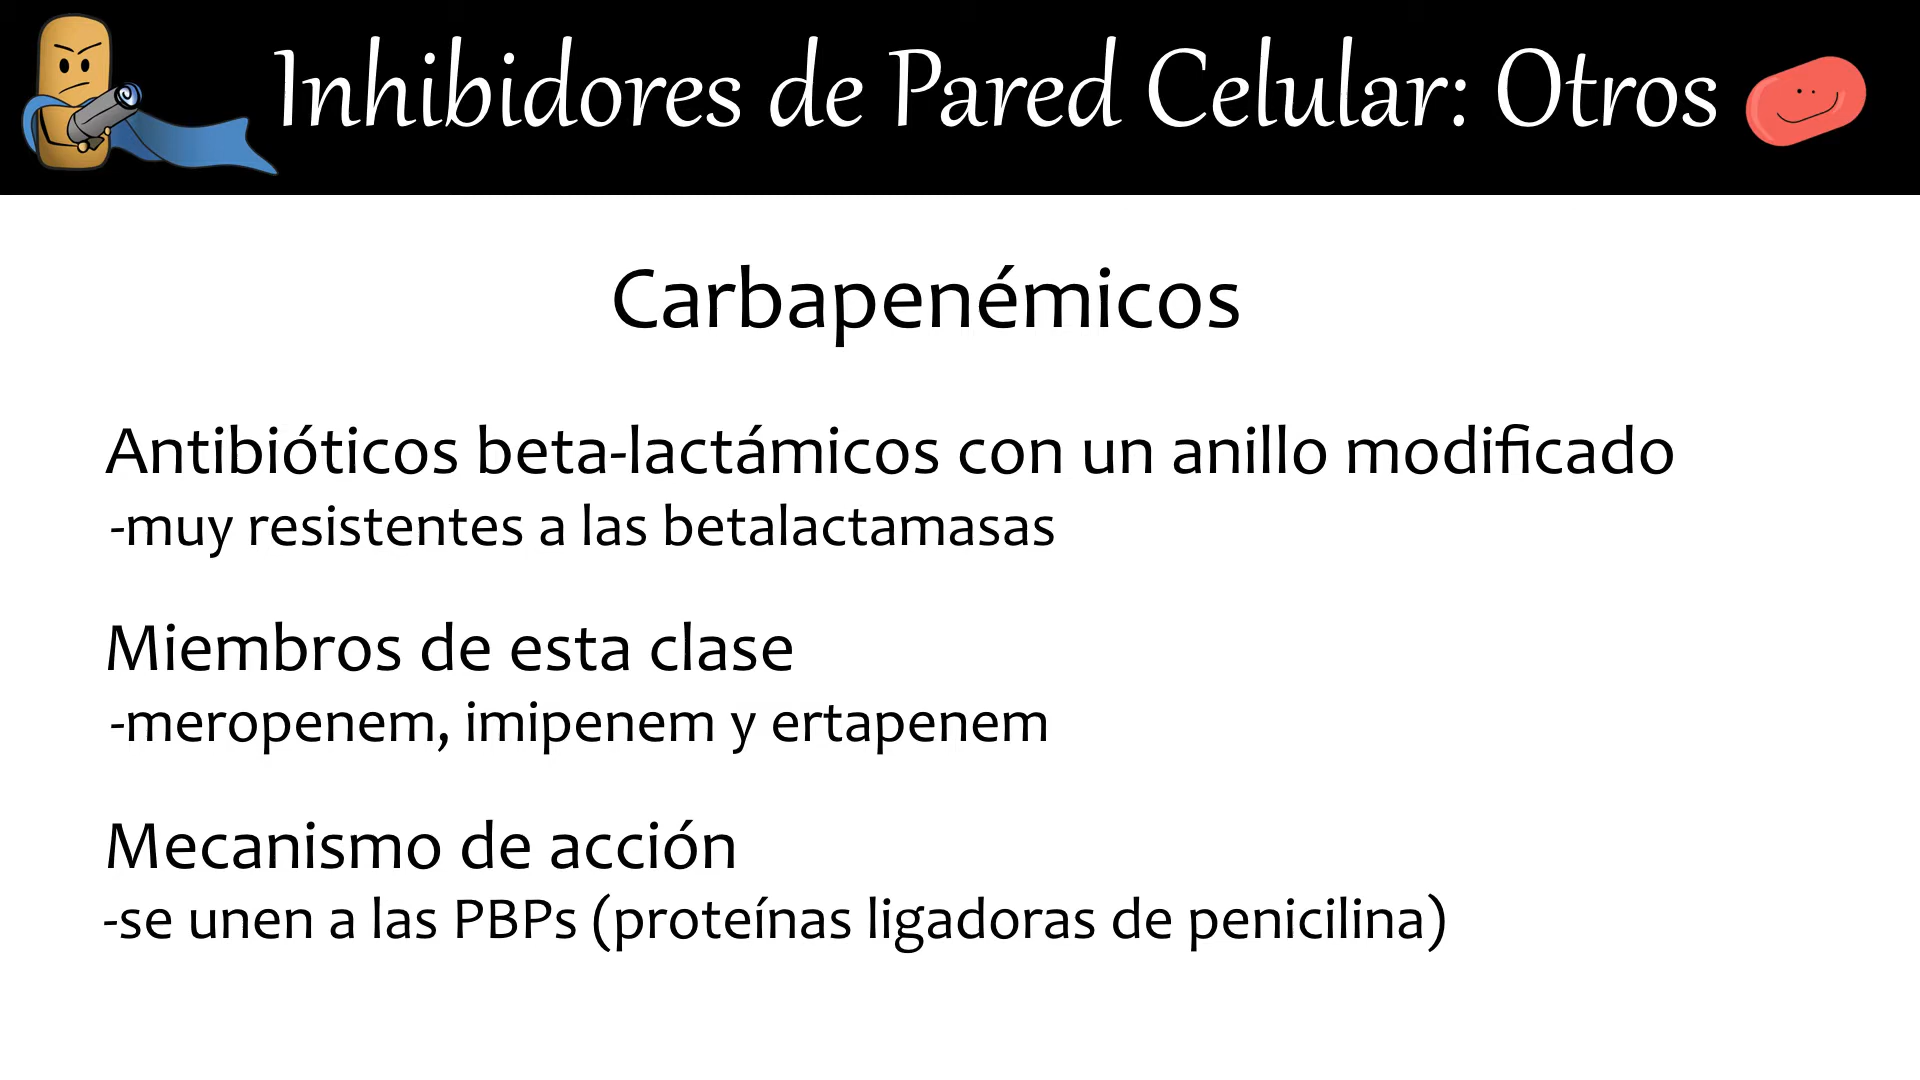 Inhibidores de Pared Celular: Otros
Carbapenémicos
Antibióticos beta-lactámicos con un anillo modificado
-muy resistentes a las betalactamasas
Miembros de esta clase
-meropenem, imipenem y ertapenem
Mecanismo de acción
-se unen a las PBPs (proteínas ligadoras de penicilina)